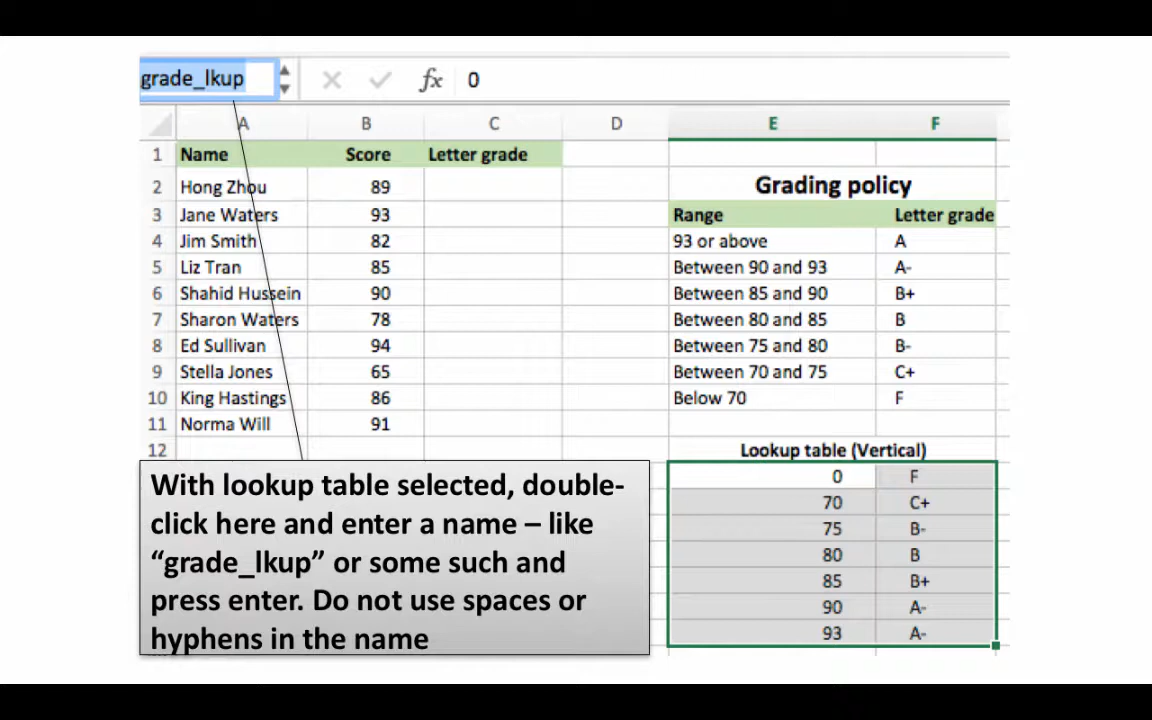 grade_lkup fx 0
A B C D E F
1 Name Score Letter grade
2 Hong Zhou 89 Grading policy
3 Jane Waters 93 Range Letter grade
4 Jim Smith 82 93 or above A
5 Liz Tran 85 Between 90 and 93 A-
6 Shahid Hussein 90 Between 85 and 90 B+
7 Sharon Waters 78 Between 80 and 85 B
8 Ed Sullivan 94 Between 75 and 80 B-
9 Stella Jones 65 Between 70 and 75 C+
10 King Hastings 86 Below 70 F
11 Norma Will 91
12 Lookup table (Vertical)
0 F
70 C+
75 B-
80 B
85 B+
90 A-
93 A-
With lookup table selected, double-
click here and enter a name – like
“grade_lkup” or some such and
press enter. Do not use spaces or
hyphens in the name